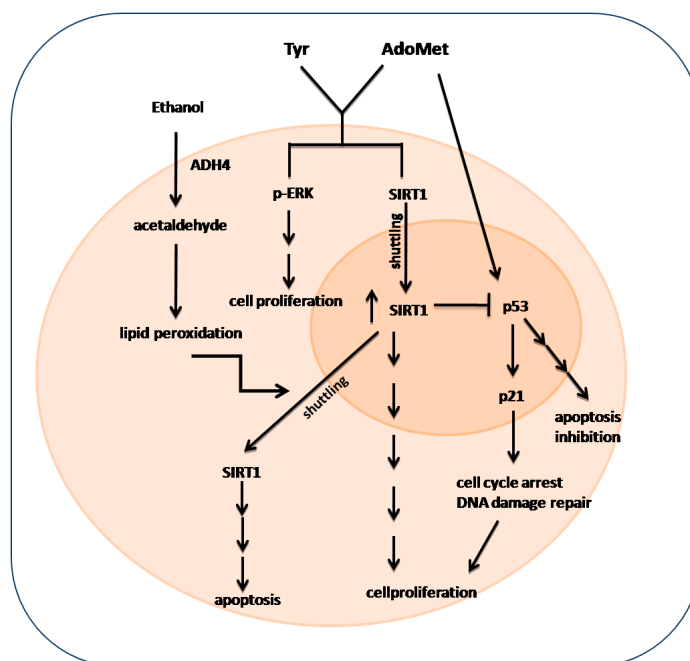 Tyr
AdoMet
Ethanol
ADH4
p-ERK
SIRT1
acetaldehyde
shuttling
cell proliferation
SIRT1
p53
lipid peroxidation
shuttling
p21
apoptosis
inhibition
SIRT1
cell cycle arrest
DNA damage repair
apoptosis
cellproliferation